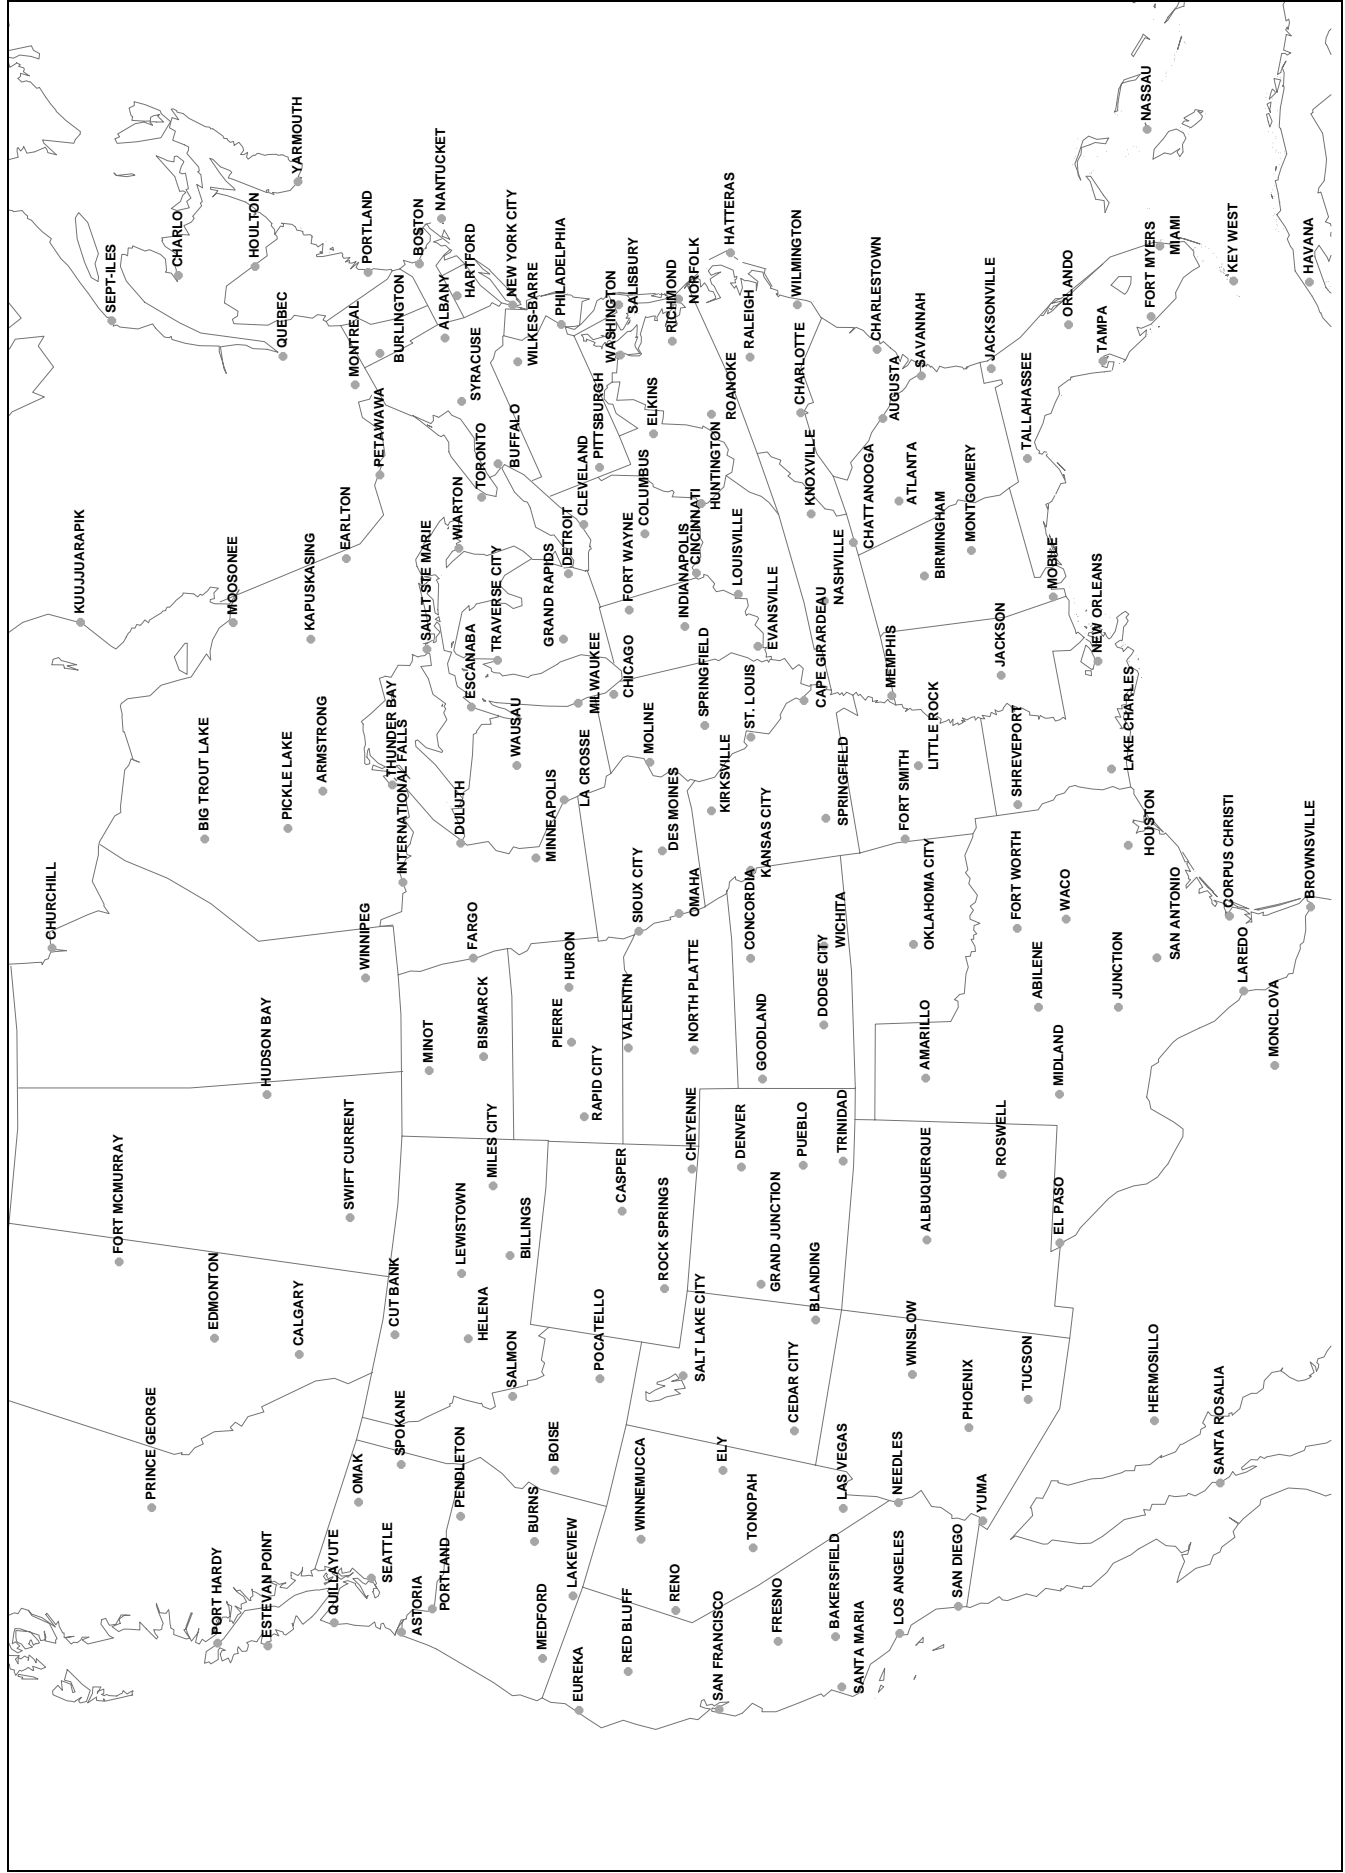 CHURCHILL
KUUJUARAPIK
SEPT-ILES
FORT MCMURRAY
PRINCE GEORGE
CHARLO
BIG TROUT LAKE
MOOSONEE
EDMONTON
PORT HARDY
HOULTON
HUDSON BAY
ESTEVAN POINT
QUEBEC
PICKLE LAKE
YARMOUTH
CALGARY
KAPUSKASING
ARMSTRONG
QUILLAYUTE
EARLTON
SWIFT CURRENT
MONTREAL
OMAK
WINNIPEG
PORTLAND
SEATTLE
PETAWAWA
BURLINGTON
THUNDER BAY
INTERNATIONAL FALLS
CUT BANK
SPOKANE
ASTORIA
BOSTON
SAULT STE MARIE
MINOT
PORTLAND
NANTUCKET
ALBANY
HARTFORD
WIARTON
DULUTH
PENDLETON
LEWISTOWN
SYRACUSE
ESCANABA
FARGO
HELENA
TORONTO
BISMARCK
MILES CITY
TRAVERSE CITY
NEW YORK CITY
BUFFALO
WAUSAU
SALMON
BILLINGS
WILKES-BARRE
MINNEAPOLIS
BURNS
MEDFORD
BOISE
PHILADELPHIA
DETROIT
GRAND RAPIDS
PIERRE
HURON
LAKEVIEW
EUREKA
LA CROSSE
MILWAUKEE
CLEVELAND
RAPID CITY
PITTSBURGH
POCATELLO
WASHINGTON
SALISBURY
CHICAGO
FORT WAYNE
CASPER
VALENTIN
RED BLUFF
SIOUX CITY
WINNEMUCCA
COLUMBUS
MOLINE
ELKINS
DES MOINES
ROCK SPRINGS
RICHMOND
RENO
NORFOLK
INDIANAPOLIS
OMAHA
CHEYENNE
NORTH PLATTE
SALT LAKE CITY
CINCINNATI
HUNTINGTON
SPRINGFIELD
KIRKSVILLE
SAN FRANCISCO
ELY
HATTERAS
ROANOKE
LOUISVILLE
DENVER
RALEIGH
ST. LOUIS
CONCORDIA
KANSAS CITY
TONOPAH
GOODLAND
GRAND JUNCTION
EVANSVILLE
FRESNO
WILMINGTON
CHARLOTTE
CEDAR CITY
PUEBLO
CAPE GIRARDEAU
KNOXVILLE
BLANDING
NASHVILLE
DODGE CITY
WICHITA
SPRINGFIELD
BAKERSFIELD
TRINIDAD
LAS VEGAS
SANTA MARIA
CHATTANOOGA
CHARLESTOWN
AUGUSTA
MEMPHIS
NEEDLES
LOS ANGELES
FORT SMITH
ATLANTA
WINSLOW
SAVANNAH
LITTLE ROCK
OKLAHOMA CITY
AMARILLO
ALBUQUERQUE
BIRMINGHAM
SAN DIEGO
PHOENIX
MONTGOMERY
YUMA
JACKSONVILLE
JACKSON
ROSWELL
SHREVEPORT
FORT WORTH
TALLAHASSEE
TUCSON
ABILENE
MOBILE
MIDLAND
EL PASO
ORLANDO
WACO
NEW ORLEANS
TAMPA
LAKE CHARLES
JUNCTION
HOUSTON
NASSAU
FORT MYERS
HERMOSILLO
MIAMI
SAN ANTONIO
SANTA ROSALIA
KEY WEST
CORPUS CHRISTI
LAREDO
MONCLOVA
HAVANA
BROWNSVILLE